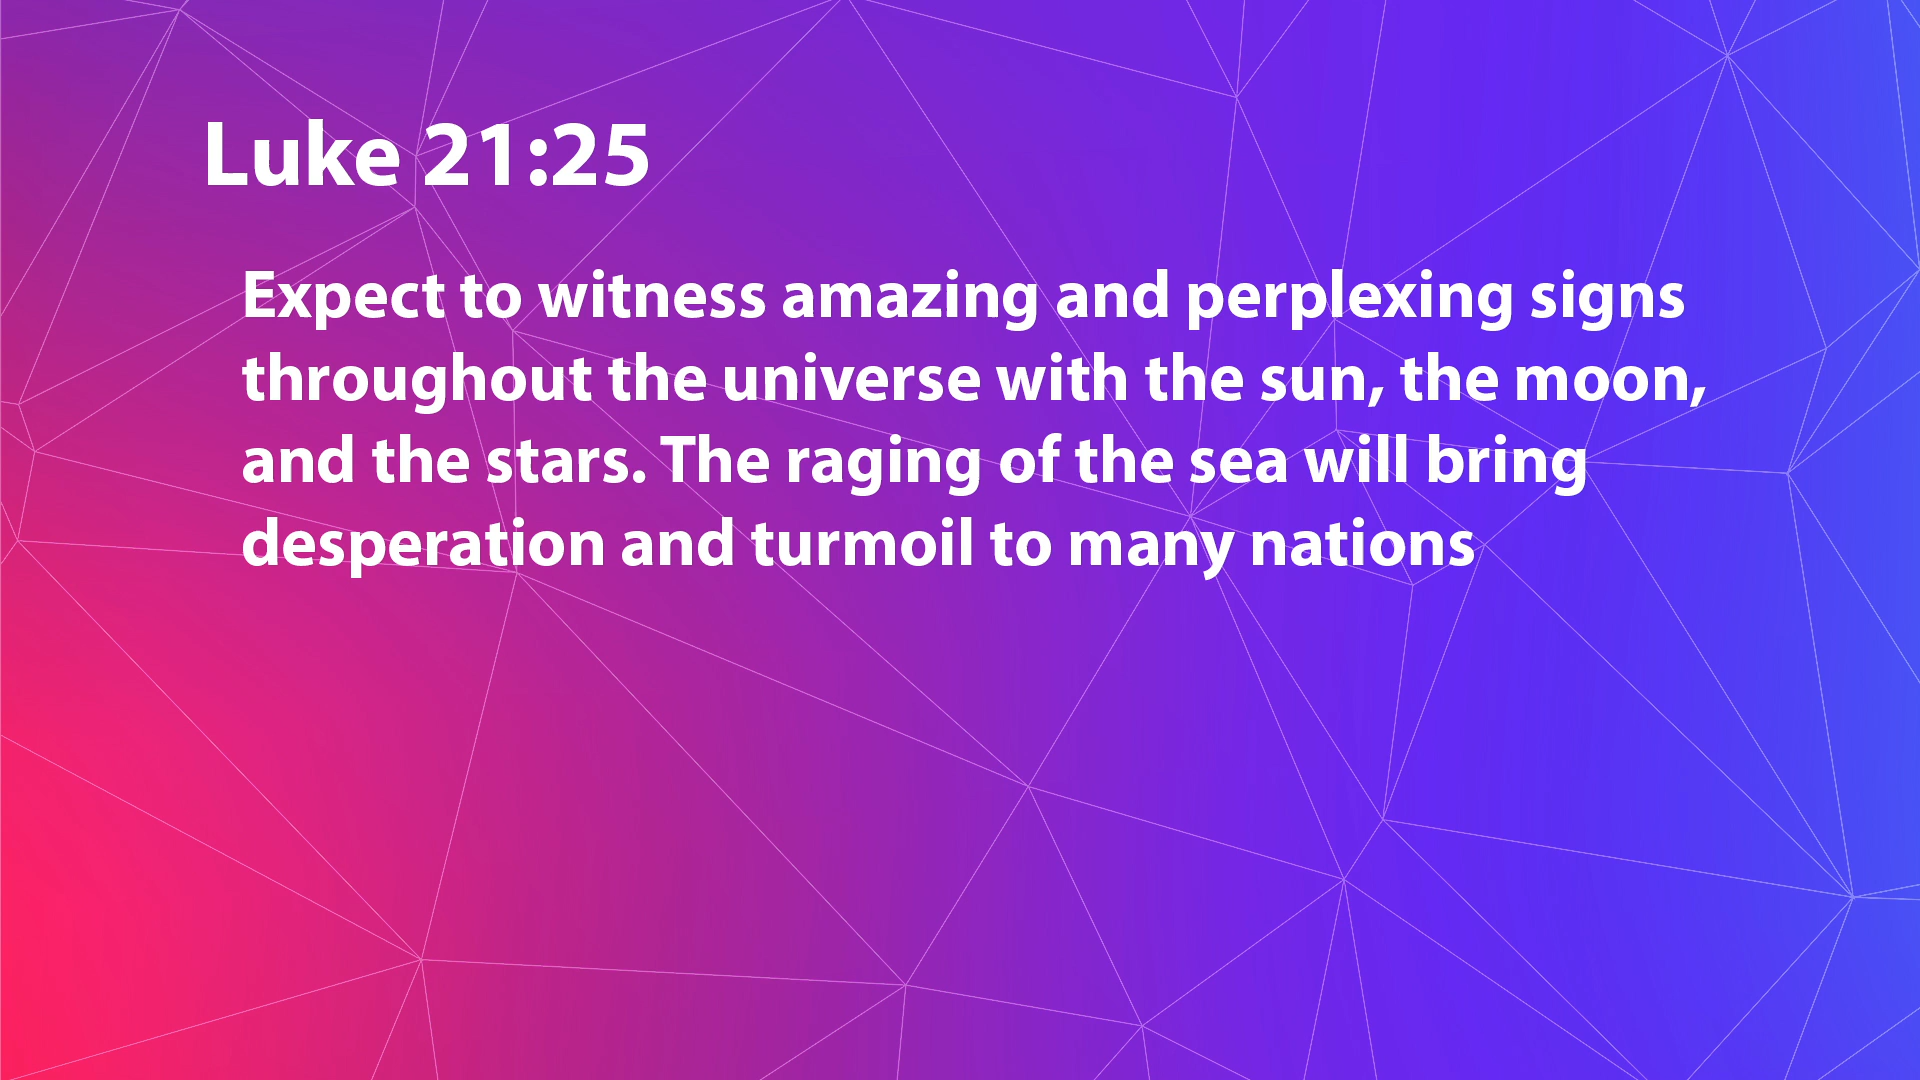 Luke 21:25
Expect to witness amazing and perplexing signs
throughout the universe with the sun, the moon,
and the stars. The raging of the sea will bring
desperation and turmoil to many nations